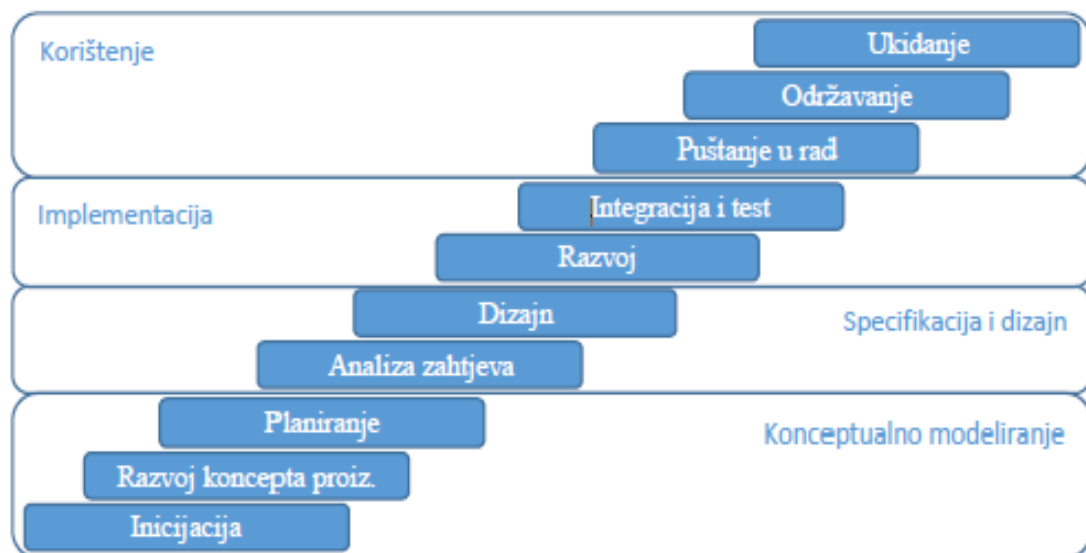 Korištenje
Ukidanje
Održavanje
Puštanje u rad
Implementacija
Integracija i test
Razvoj
Dizajn
Specifikacija i dizajn
Analiza zahtjeva
Planiranje
Konceptualno modeliranje
Razvoj koncepta proiz.
Inicijacija